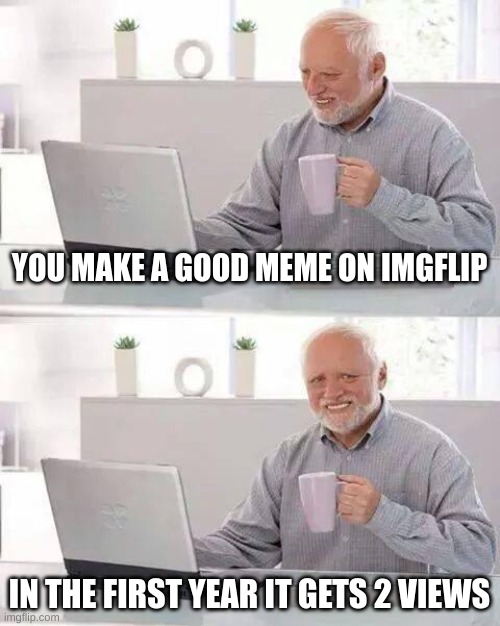 YOU MAKE A GOOD MEME ON IMGFLIP
IN THE FIRST YEAR IT GETS 2 VIEWS
imgflip.com